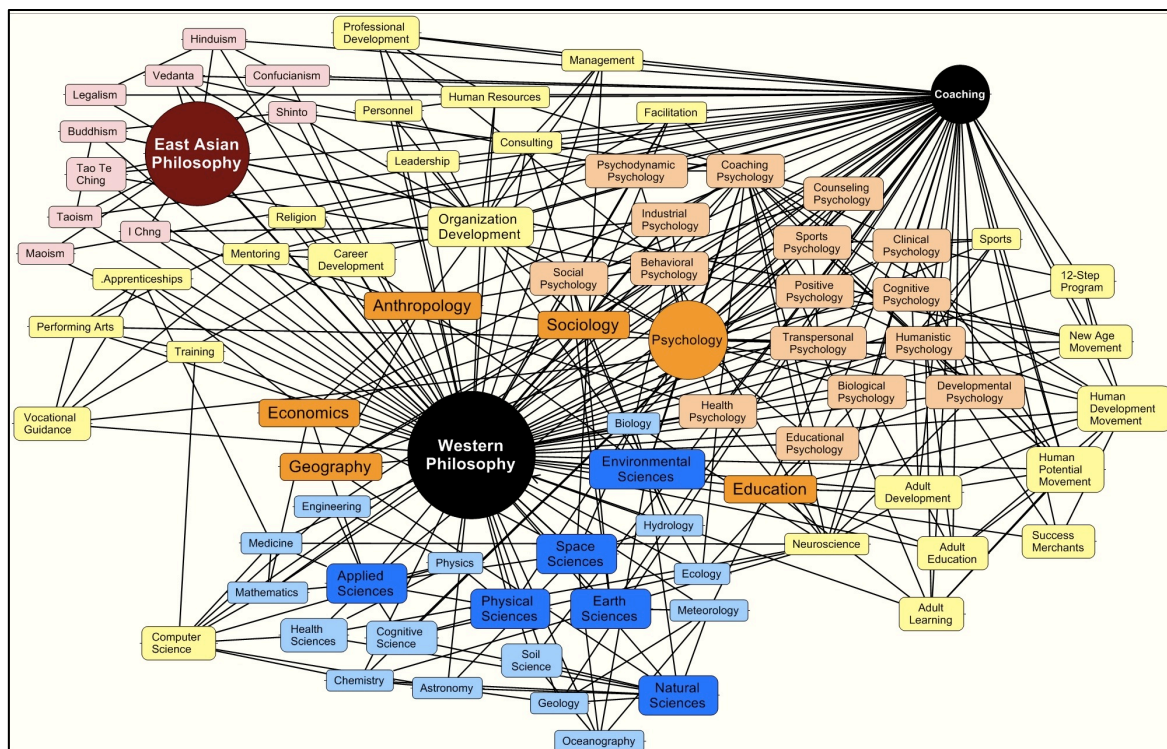 Professional
Development
Hinduism
Management
Vedanta
Confucianism
Coaching
Legalism
Human Resources
Personnel
Shinto
Facilitation
Buddhism
East Asian
Philosophy
Consulting
Leadership
Psychodynamic
Psychology
Coaching
Psychology
Tao Te
Ching
Counseling
Psychology
Taoism
Religion
Organization
Development
Industrial
Psychology
I Chng
Sports
Psychology
Clinical
Psychology
Sports
Maoism
Mentoring
Career
Development
Behavioral
Psychology
Social
Psychology
.Apprenticeships
12-Step
Program
Positive
Psychology
Cognitive
Psychology
Anthropology
Sociology
Psychology
Performing Arts
Training
Transpersonal
Psychology
Humanistic
Psychology
New Age
Movement
Biological
Psychology
Developmental
Psychology
Human
Development
Movement
Vocational
Guidance
Economics
Health
Psychology
Biology
Western
Philosophy
Educational
Psychology
Geography
Environmental
Sciences
Human
Potential
Movement
Education
Adult
Development
Engineering
Hydrology
Medicine
Space
Sciences
Neuroscience
Adult
Education
Success
Merchants
Physics
Applied
Sciences
Ecology
Mathematics
Physical
Sciences
Earth
Sciences
Meteorology
Adult
Learning
Computer
Science
Health
Sciences
Cognitive
Science
Soil
Science
Chemistry
Astronomy
Geology
Natural
Sciences
Oceanography